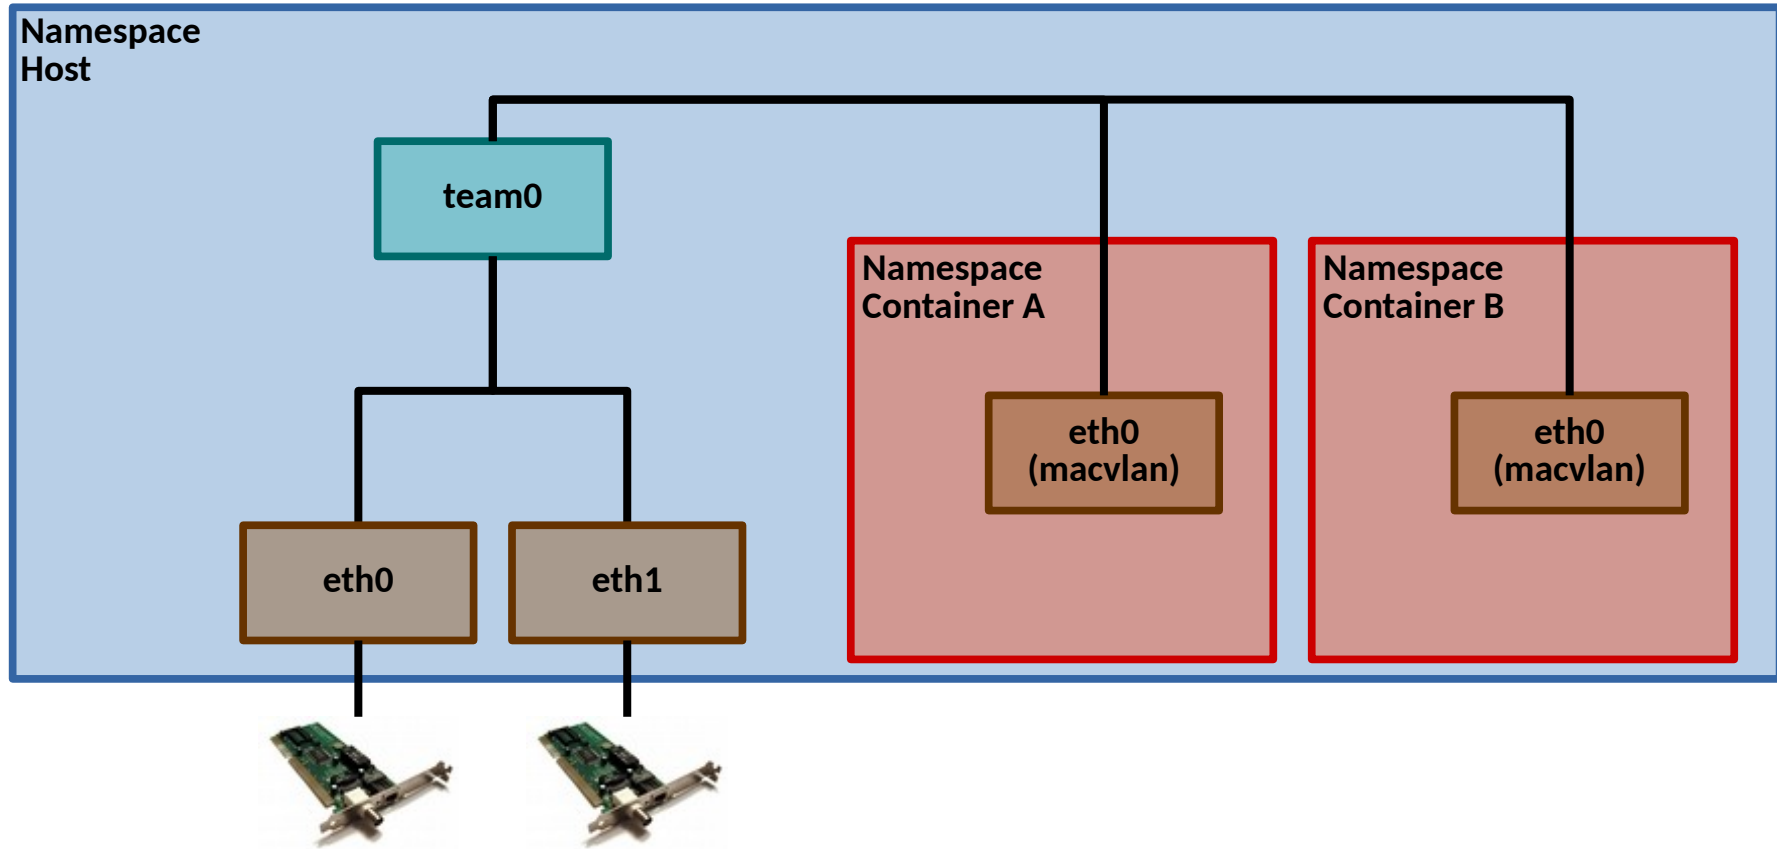 Namespace
Host
team0
Namespace
Container A
Namespace
Container B
eth0
(macvlan)
eth0
(macvlan)
eth0
eth1